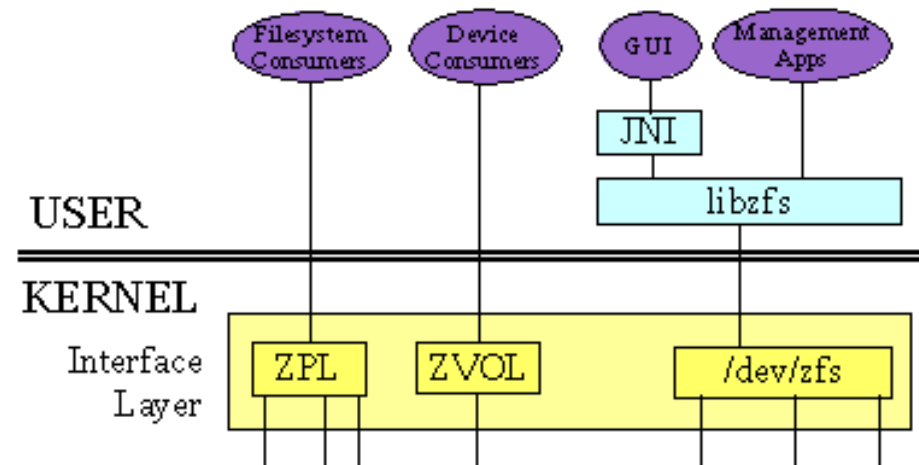 Filesystem
Consumers
Device
Consumers
GUI
Management
Apps
JNI
libzfs
USER
KERNEL
Interface
Layer
ZPL
ZVOL
/dev/zfs